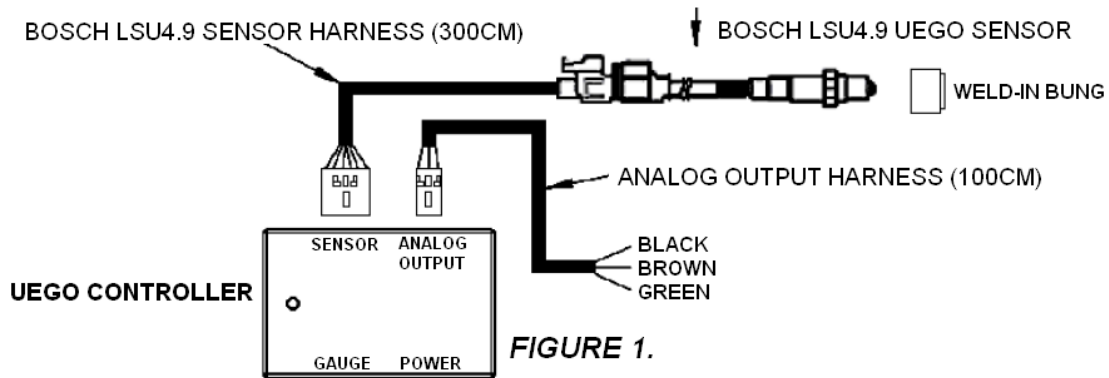 BOSCH LSU4.9 SENSOR HARNESS (300CM)
BOSCH LSU4.9 UEGO SENSOR
WELD-IN BUNG
ANALOG OUTPUT HARNESS (100CM)
BLACK
BROWN
GREEN
SENSOR
ANALOG
OUTPUT
UEGO CONTROLLER
GAUGE
POWER
FIGURE 1.